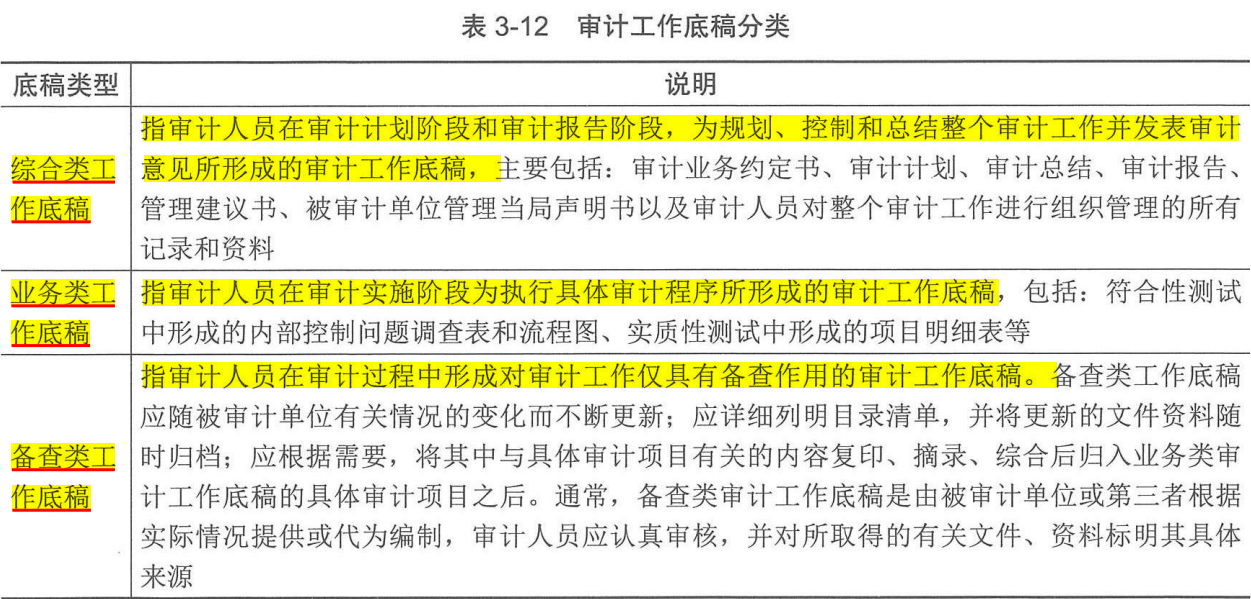 表 3-12 审计工作底稿分类
底稿类型 说明
综合类工
作底稿
指审计人员在审计计划阶段和审计报告阶段，为规划、控制和总结整个审计工作并发表审计
意见所形成的审计工作底稿，主要包括：审计业务约定书、审计计划、审计总结、审计报告、
管理建议书、被审计单位管理当局声明书以及审计人员对整个审计工作进行组织管理的所有
记录和资料
业务类工
作底稿
指审计人员在审计实施阶段为执行具体审计程序所形成的审计工作底稿，包括：符合性测试
中形成的内部控制问题调查表和流程图、实质性测试中形成的项目明细表等
备查类工
作底稿
指审计人员在审计过程中形成对审计工作仅具有备查作用的审计工作底稿。备查类工作底稿
应随被审计单位有关情况的变化而不断更新；应详细列明目录清单，并将更新的文件资料随
时归档；应根据需要，将其中与具体审计项目有关的内容复印、摘录、综合后归入业务类审
计工作底稿的具体审计项目之后。通常，备查类审计工作底稿是由被审计单位或第三者根据
实际情况提供或代为编制，审计人员应认真审核，并对所取得的有关文件、资料标明其具体
来源